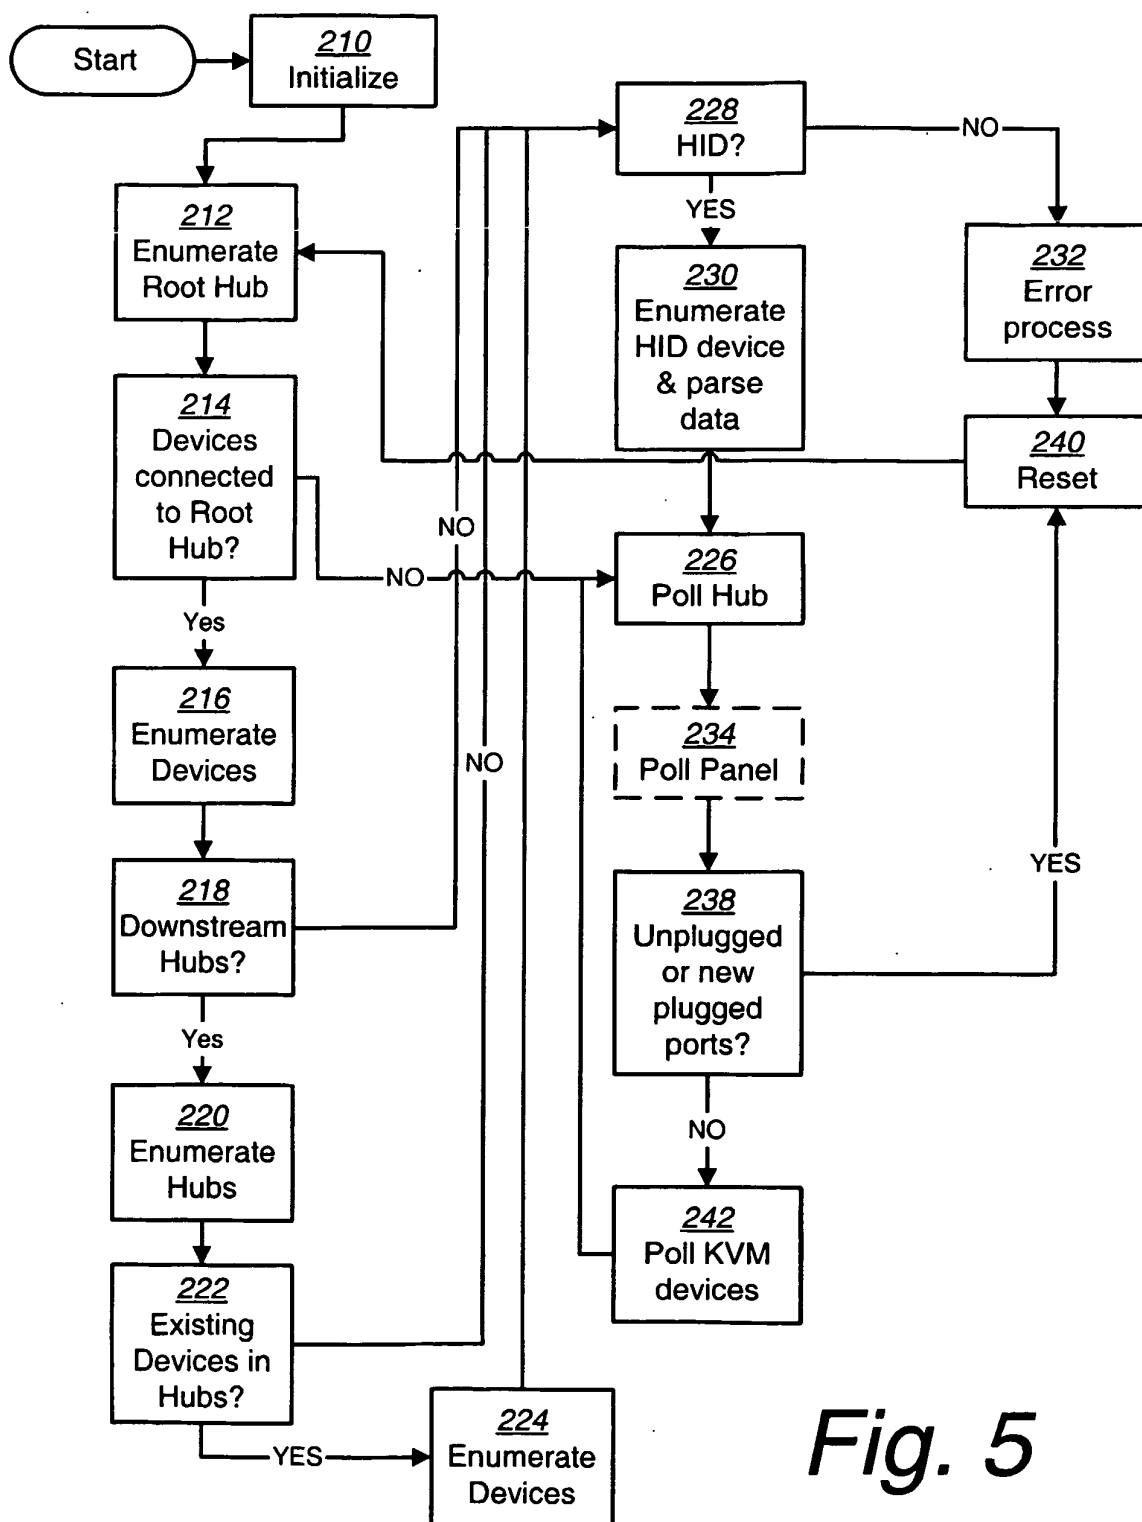 Start
210
Initialize
212
Enumerate
Root Hub
214
Devices
connected
to Root
Hub?
NO
Yes
216
Enumerate
Devices
218
Downstream
Hubs?
NO
Yes
220
Enumerate
Hubs
222
Existing
Devices in
Hubs?
NO
YES
224
Enumerate
Devices
228
HID?
NO
YES
230
Enumerate
HID device
& parse
data
232
Error
process
240
Reset
226
Poll Hub
234
Poll Panel
238
Unplugged
or new
plugged
ports?
YES
NO
242
Poll KVM
devices
Fig. 5